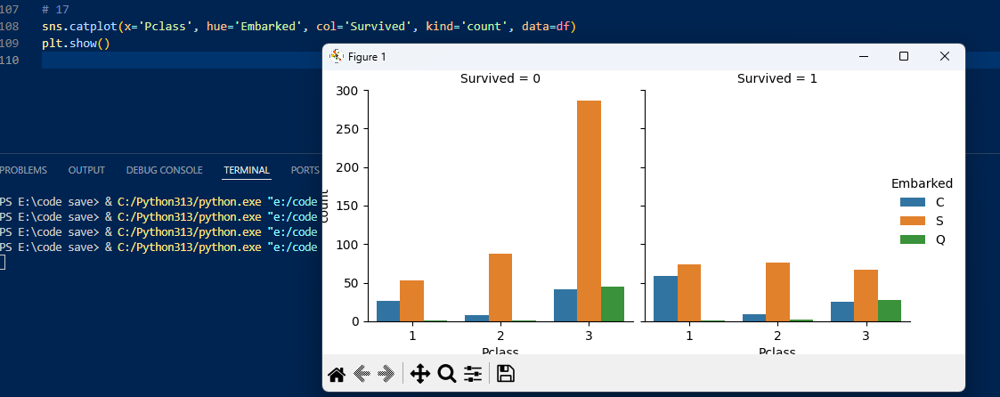 107 # 17
108 sns.catplot(x='Pclass', hue='Embarked', col='Survived', kind='count', data=df)
109 plt.show()
110
Figure 1
Survived = 0
Survived = 1
300
250
200
150
100
50
0
count
1 2 3
1 2 3
Pclass
Pclass
Embarked
C
S
Q
PROBLEMS OUTPUT DEBUG CONSOLE TERMINAL PORTS
PS E:\code save> & C:/Python313/python.exe "e:/code
PS E:\code save> & C:/Python313/python.exe "e:/code
PS E:\code save> & C:/Python313/python.exe "e:/code
PS E:\code save> & C:/Python313/python.exe "e:/code